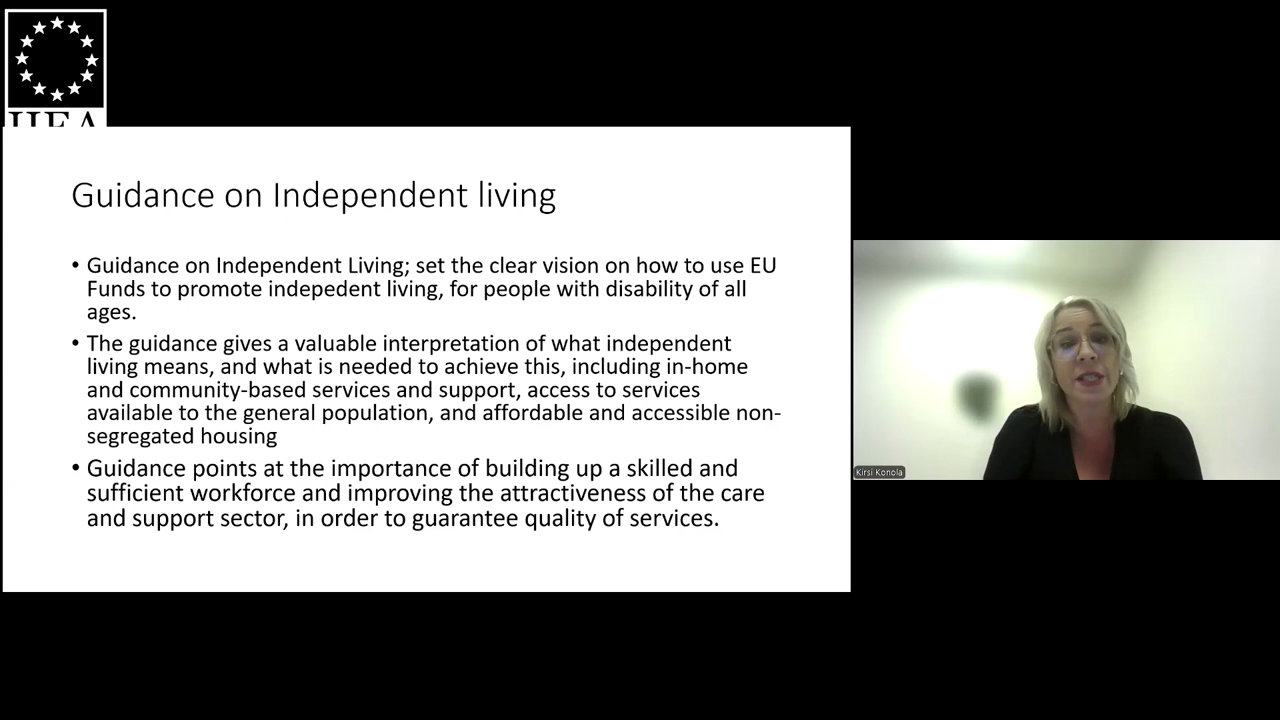 Guidance on Independent living
• Guidance on Independent Living; set the clear vision on how to use EU
Funds to promote indepedent living, for people with disability of all
ages.
• The guidance gives a valuable interpretation of what independent
living means, and what is needed to achieve this, including in-home
and community-based services and support, access to services
available to the general population, and affordable and accessible non-
segregated housing
• Guidance points at the importance of building up a skilled and
sufficient workforce and improving the attractiveness of the care
and support sector, in order to guarantee quality of services.
Kirsi Konola